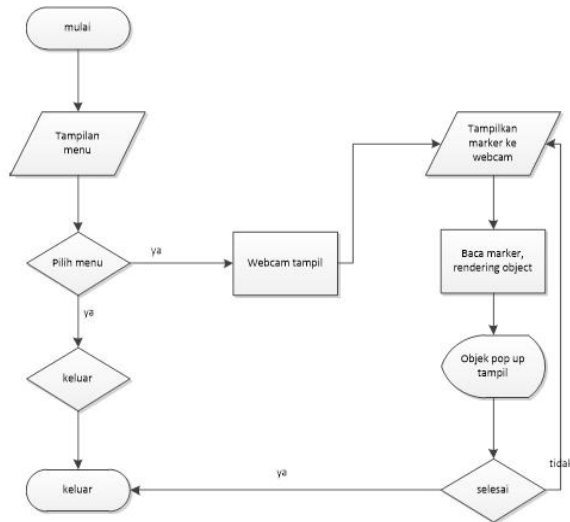 mulai
Tampilan
menu
Pilih menu
ya
Webcam tampil
ya
keluar
keluar
Tampilkan
marker ke
webcam
Baca marker,
rendering object
Objek pop up
tampil
selesai
tidak
ya